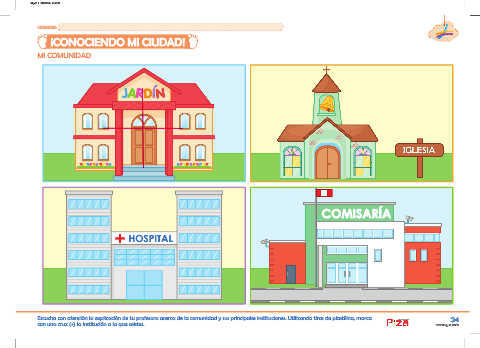 ¡CONOCIENDO MI CIUDAD!
MI COMUNIDAD
JARDÍN
IGLESIA
HOSPITAL
COMISARÍA
Escucha con atención la explicación de tu profesora acerca de la comunidad y sus principales instituciones. Utilizando tiras de plastilina, marca
con una cruz (x) la institución a la que asistes.
34